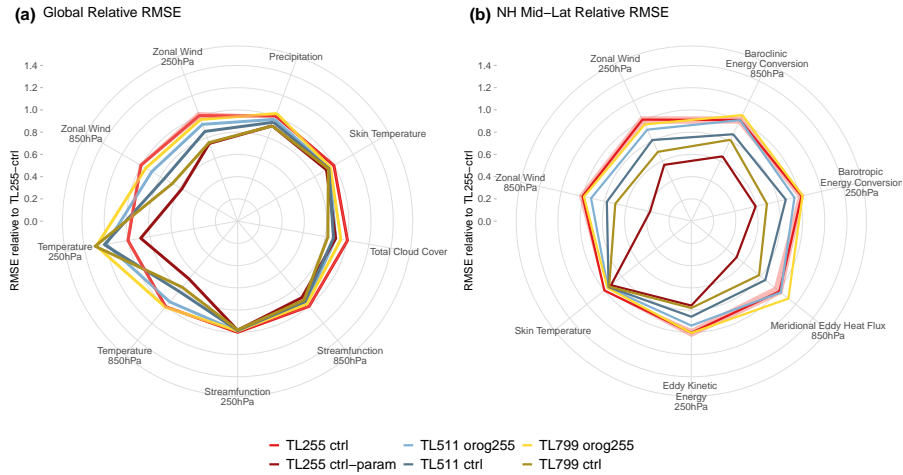 (a) Global Relative RMSE
Zonal Wind
250hPa
Precipitation
Skin Temperature
Total Cloud Cover
Streamfunction
850hPa
Streamfunction
250hPa
Temperature
850hPa
Temperature
250hPa
Zonal Wind
850hPa
RMSE relative to TL255−ctrl
1.4
1.2
1.0
0.8
0.6
0.4
0.2
0.0
(b) NH Mid−Lat Relative RMSE
Zonal Wind
250hPa
Baroclinic
Energy Conversion
850hPa
Barotropic
Energy Conversion
250hPa
Meridional Eddy Heat Flux
850hPa
Eddy Kinetic
Energy
250hPa
Skin Temperature
Zonal Wind
850hPa
RMSE relative to TL255−ctrl
1.4
1.2
1.0
0.8
0.6
0.4
0.2
0.0
TL255 ctrl
TL511 orog255
TL799 orog255
TL255 ctrl−param
TL511 ctrl
TL799 ctrl